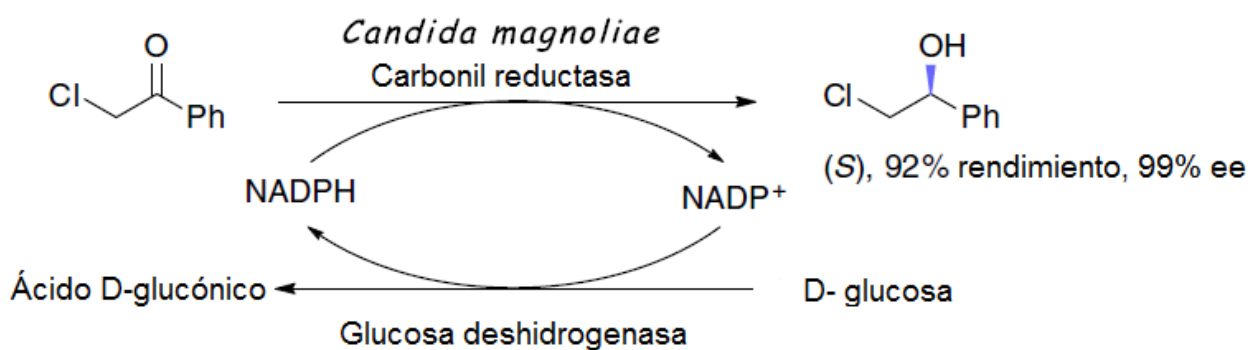 Candida magnoliae
Carbonil reductasa
O
Cl
Ph
OH
Cl
Ph
NADPH
NADP+
(S), 92% rendimiento, 99% ee
Ácido D-glucónico
D- glucosa
Glucosa deshidrogenasa